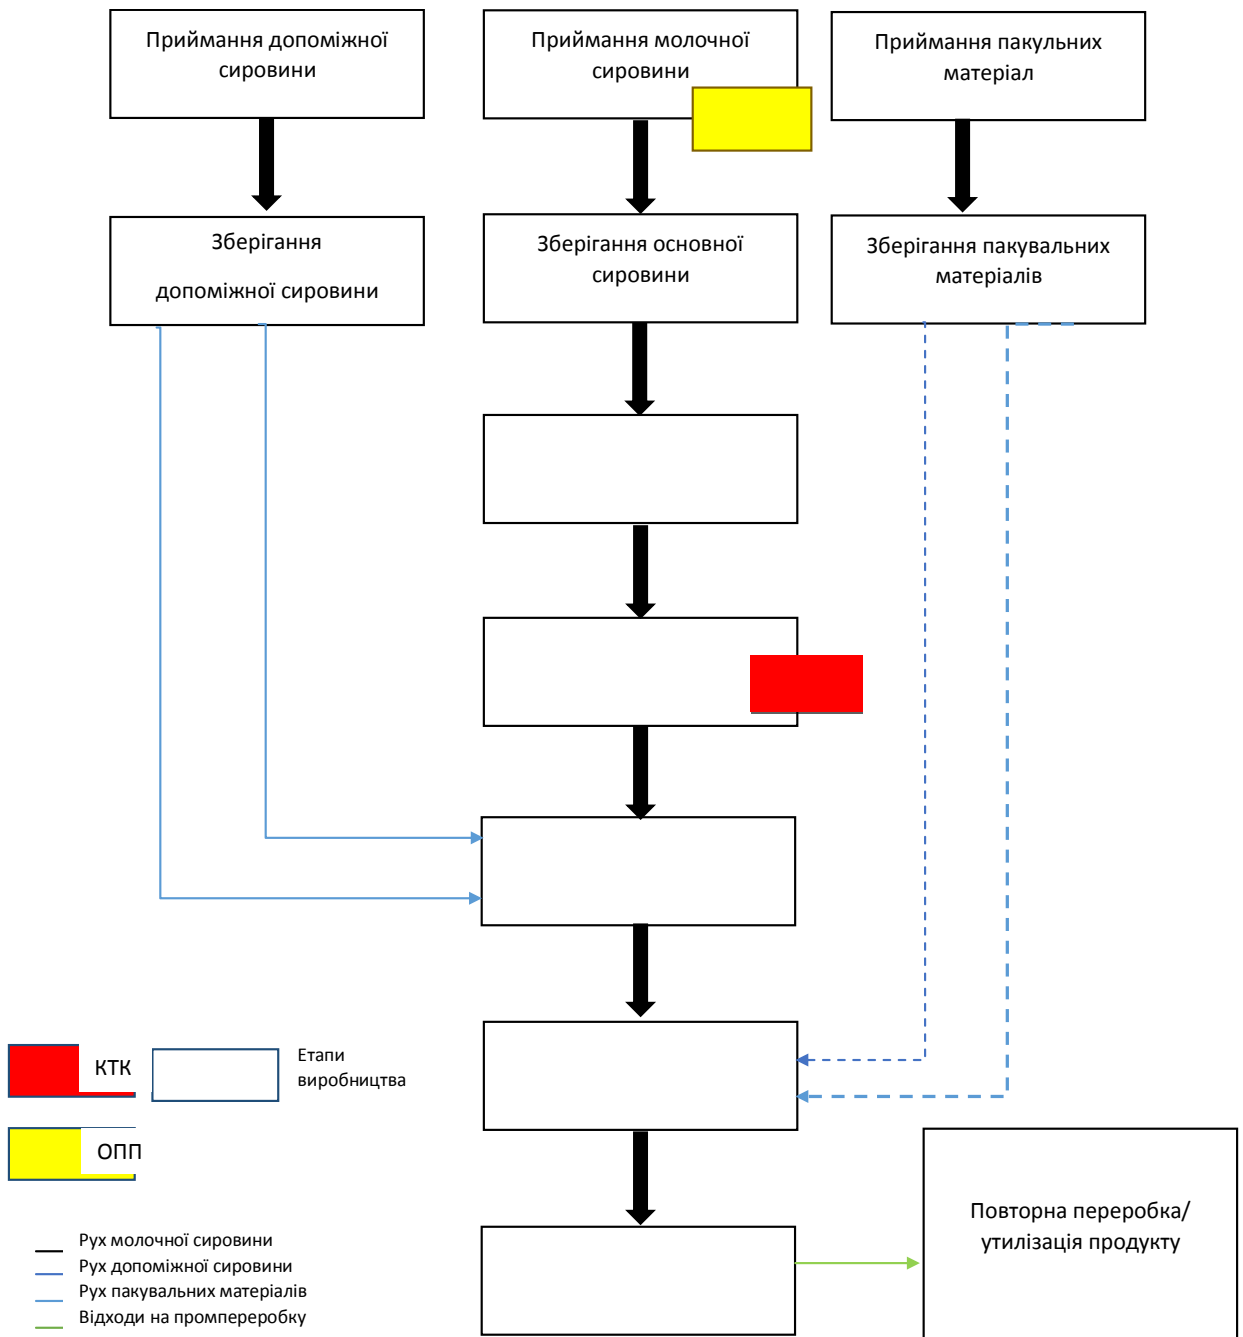 Приймання допоміжної
сировини
Приймання молочної
сировини
Приймання пакульних
матеріал
Зберігання
допоміжної сировини
Зберігання основної
сировини
Зберігання пакувальних
матеріалів
КТК
Етапи
виробництва
ОПП
Повторна переробка/
утилізація продукту
Рух молочної сировини
Рух допоміжної сировини
Рух пакувальних матеріалів
Відходи на промпереробку